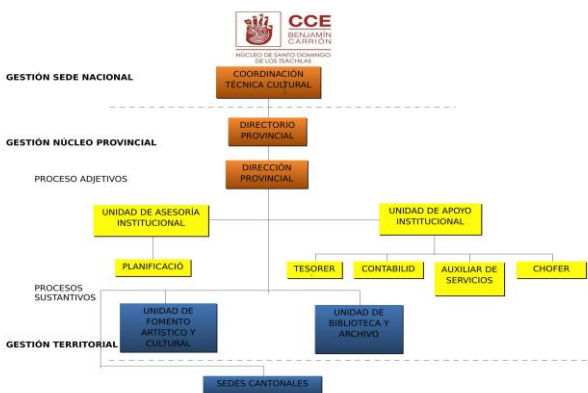 CCE
BENJAMÍN
CARRIÓN
NÚCLEO DE SANTO DOMINGO
DE LOS TSÁCHILAS
GESTIÓN SEDE NACIONAL
COORDINACIÓN
TÉCNICA CULTURAL
DIRECTORIO
PROVINCIAL
GESTIÓN NÚCLEO PROVINCIAL
DIRECCIÓN
PROVINCIAL
PROCESO ADJETIVOS
UNIDAD DE ASESORÍA
INSTITUCIONAL
UNIDAD DE APOYO
INSTITUCIONAL
PLANIFICACIÓ
TESORER
CONTABILID
AUXILIAR DE
SERVICIOS
CHOFER
PROCESOS
SUSTANTIVOS
UNIDAD DE
FOMENTO
ARTÍSTICO Y
CULTURAL
UNIDAD DE
BIBLIOTECA Y
ARCHIVO
GESTIÓN TERRITORIAL
SEDES CANTONALES